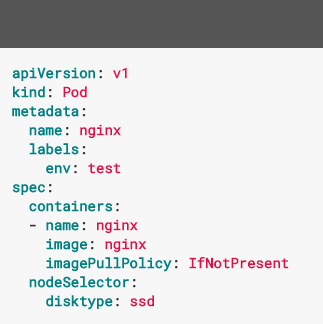 apiVersion: v1
kind: Pod
metadata:
  name: nginx
  labels:
    env: test
spec:
  containers:
  - name: nginx
    image: nginx
    imagePullPolicy: IfNotPresent
  nodeSelector:
    disktype: ssd